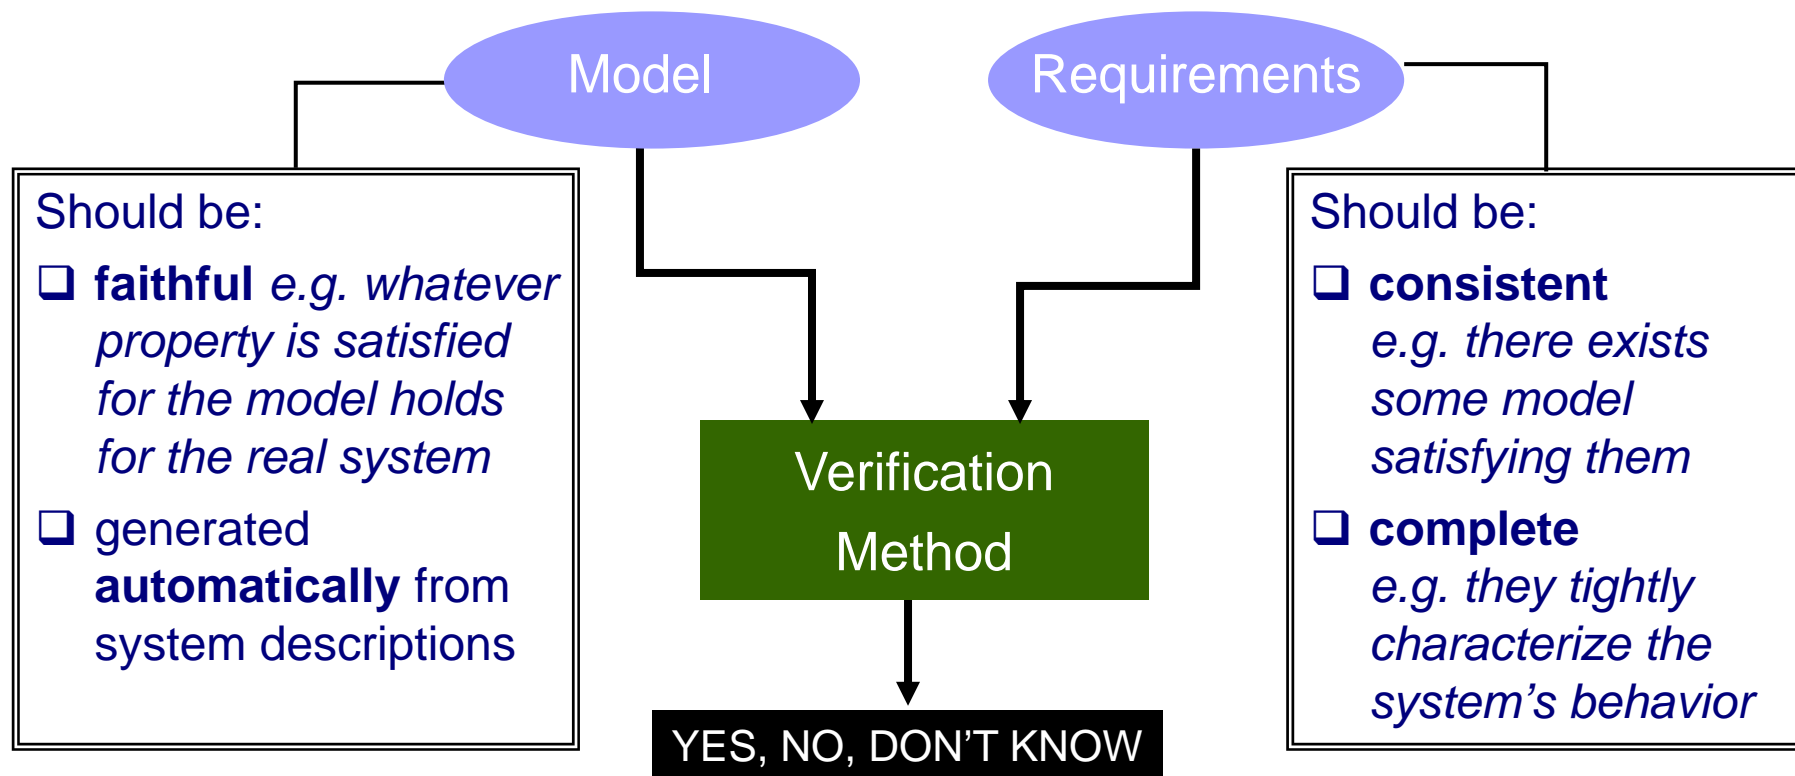 Model
Requirements
Should be:
❑ faithful e.g. whatever
property is satisfied
for the model holds
for the real system
❑ generated
automatically from
system descriptions
Should be:
❑ consistent
e.g. there exists
some model
satisfying them
❑ complete
e.g. they tightly
characterize the
system’s behavior
Verification
Method
YES, NO, DON’T KNOW